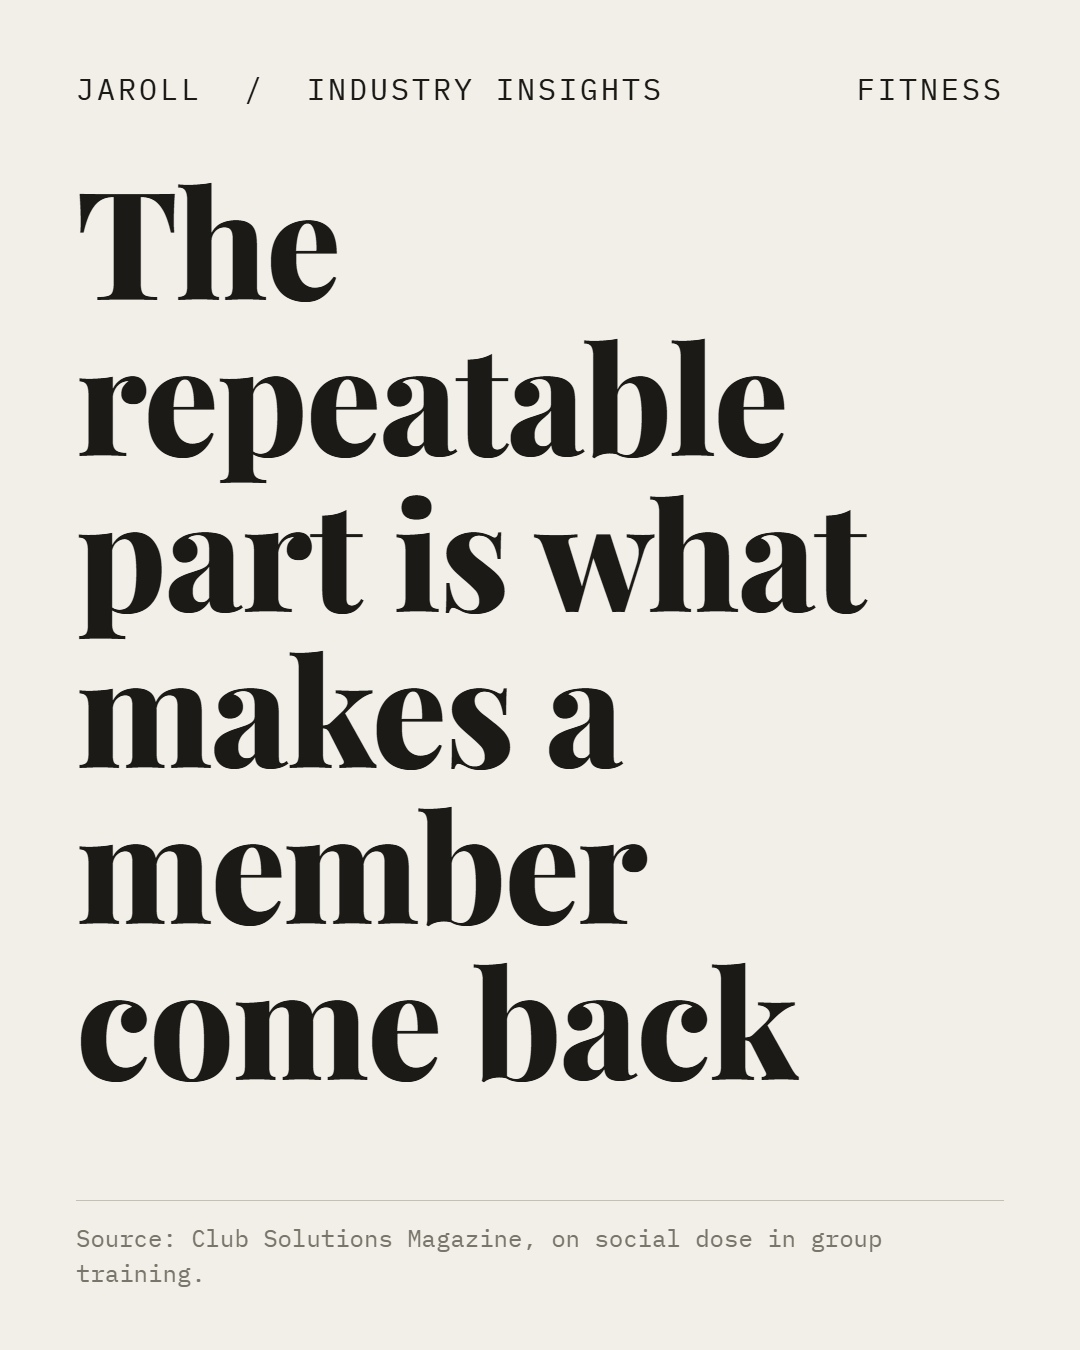 JAROLL / INDUSTRY INSIGHTS FITNESS
The
repeatable
part is what
makes a
member
come back
Source: Club Solutions Magazine, on social dose in group
training.